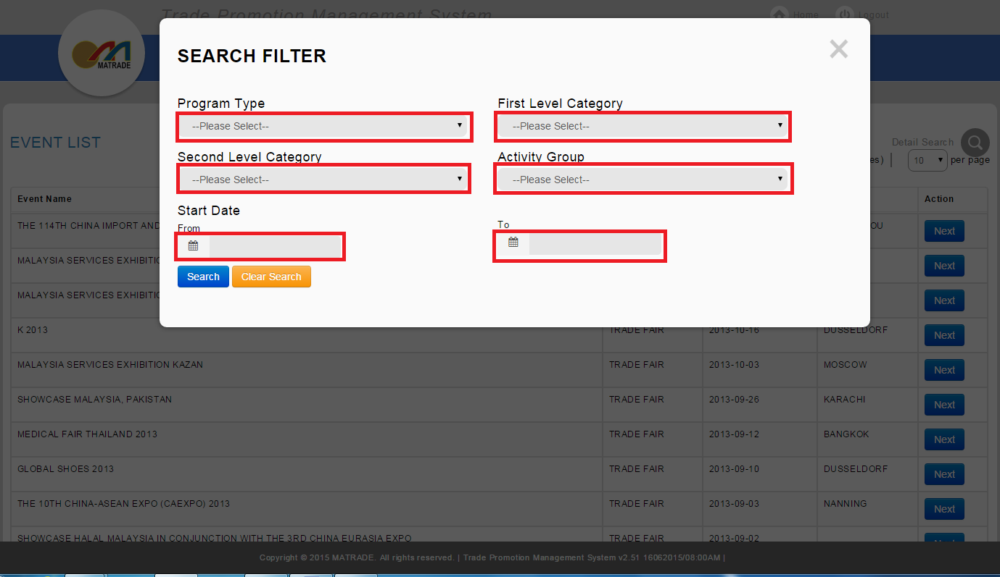 Trade Promotion Management System
Home
Logout
MATRADE
SEARCH FILTER
Program Type
First Level Category
--Please Select--
--Please Select--
EVENT LIST
Detail Search
Second Level Category
Activity Group
es)
10
per page
--Please Select--
--Please Select--
Event Name
Action
Start Date
From
To
THE 114TH CHINA IMPORT AND
OU
Next
MALAYSIA SERVICES EXHIBITIO
Next
Search
Clear Search
MALAYSIA SERVICES EXHIBITIO
Next
K 2013
TRADE FAIR
2013-10-16
DUSSELDORF
Next
MALAYSIA SERVICES EXHIBITION KAZAN
TRADE FAIR
2013-10-03
MOSCOW
Next
SHOWCASE MALAYSIA, PAKISTAN
TRADE FAIR
2013-09-26
KARACHI
Next
MEDICAL FAIR THAILAND 2013
TRADE FAIR
2013-09-12
BANGKOK
Next
GLOBAL SHOES 2013
TRADE FAIR
2013-09-10
DUSSELDORF
Next
THE 10TH CHINA-ASEAN EXPO (CAEXPO) 2013
TRADE FAIR
2013-09-03
NANNING
Next
SHOWCASE HALAL MALAYSIA IN CONJUNCTION WITH THE 3RD CHINA EURASIA EXPO
TRADE FAIR
2013-09-02
Next
Copyright © 2015 MATRADE. All rights reserved. | Trade Promotion Management System v2.51 16062015/08:00AM |